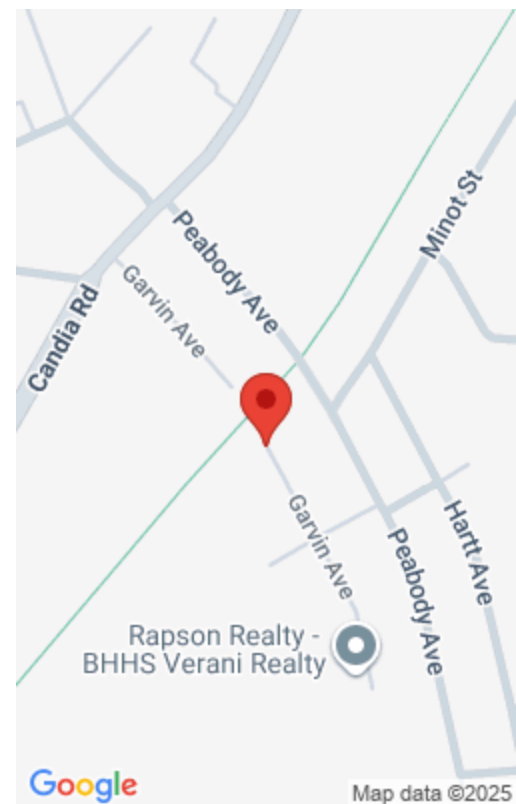 Minot St
Peabody Ave
Garvin Ave
Candia Rd
Garvin Ave
Hartt Ave
Peabody Ave
Rapson Realty -
BHHS Verani Realty
Google
Map data ©2025